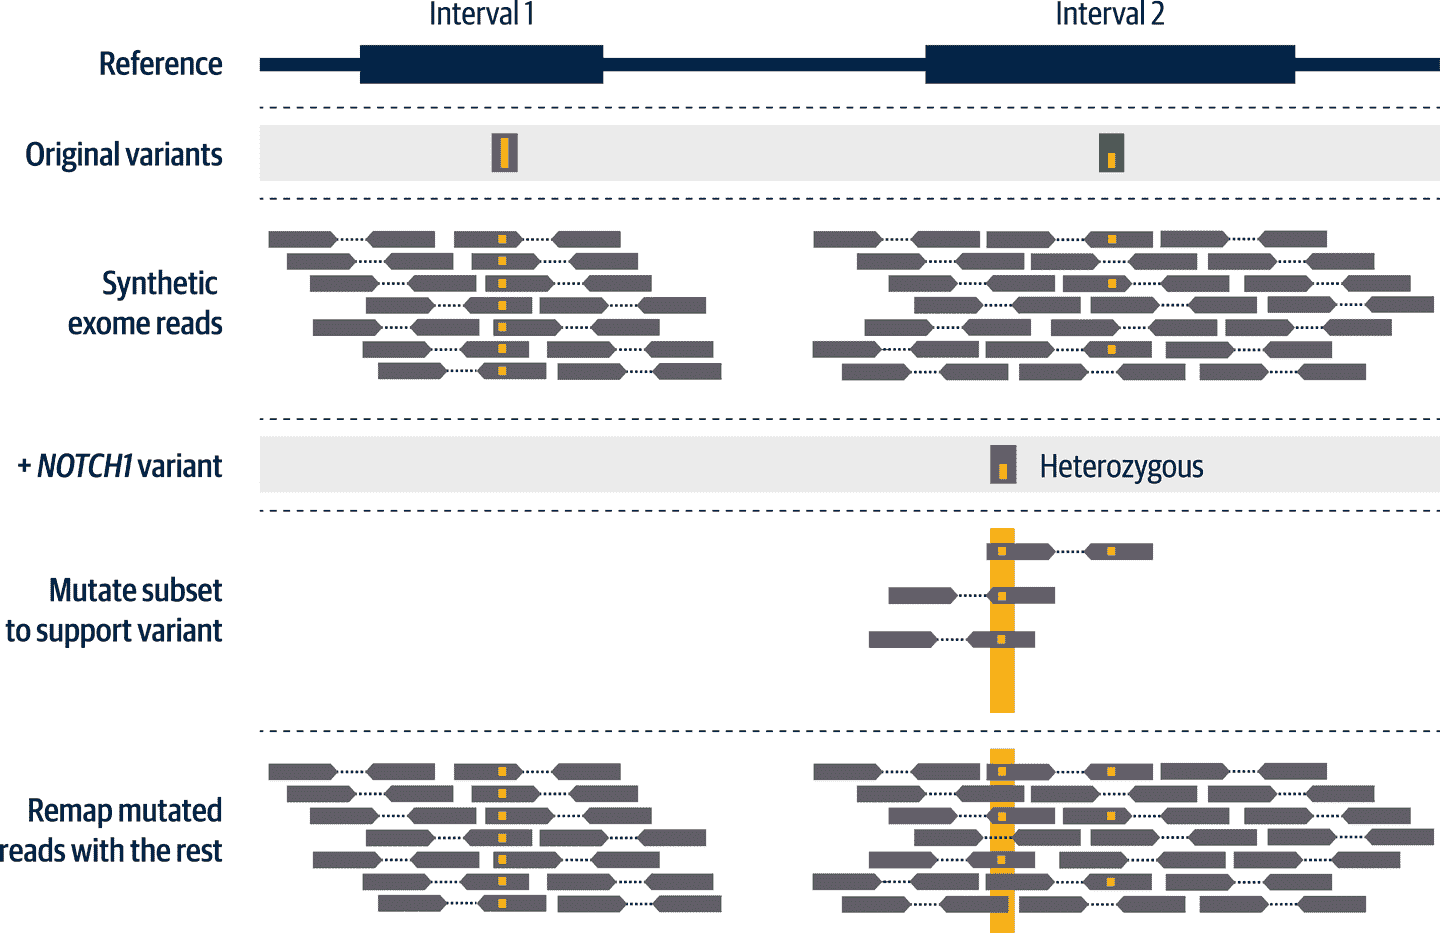 Interval 1
Interval 2
Reference
Original variants
Synthetic
exome reads
+ NOTCH1 variant
Heterozygous
Mutate subset
to support variant
Remap mutated
reads with the rest